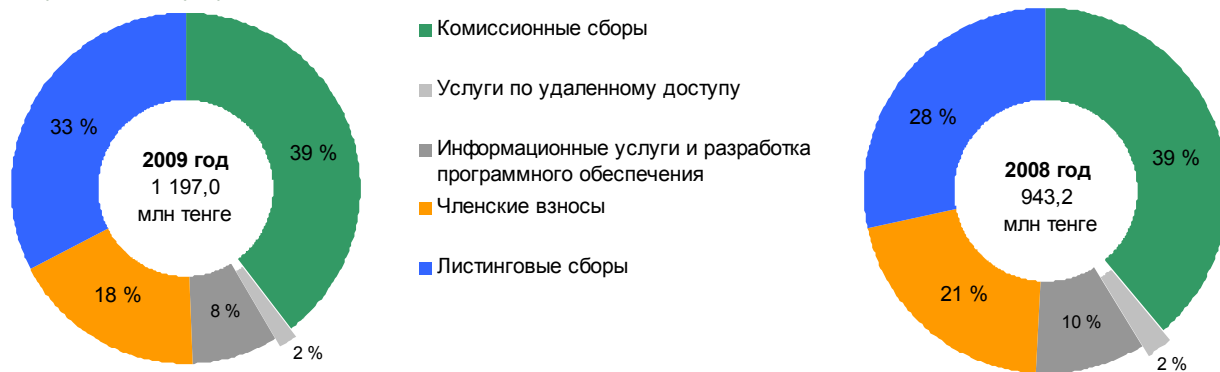 33 %
39 %
2009 год
1 197,0
млн тенге
18 %
8 %
2 %
Комиссионные сборы
Услуги по удаленному доступу
Информационные услуги и разработка
программного обеспечения
Членские взносы
Листинговые сборы
28 %
39 %
2008 год
943,2
млн тенге
21 %
10 %
2 %